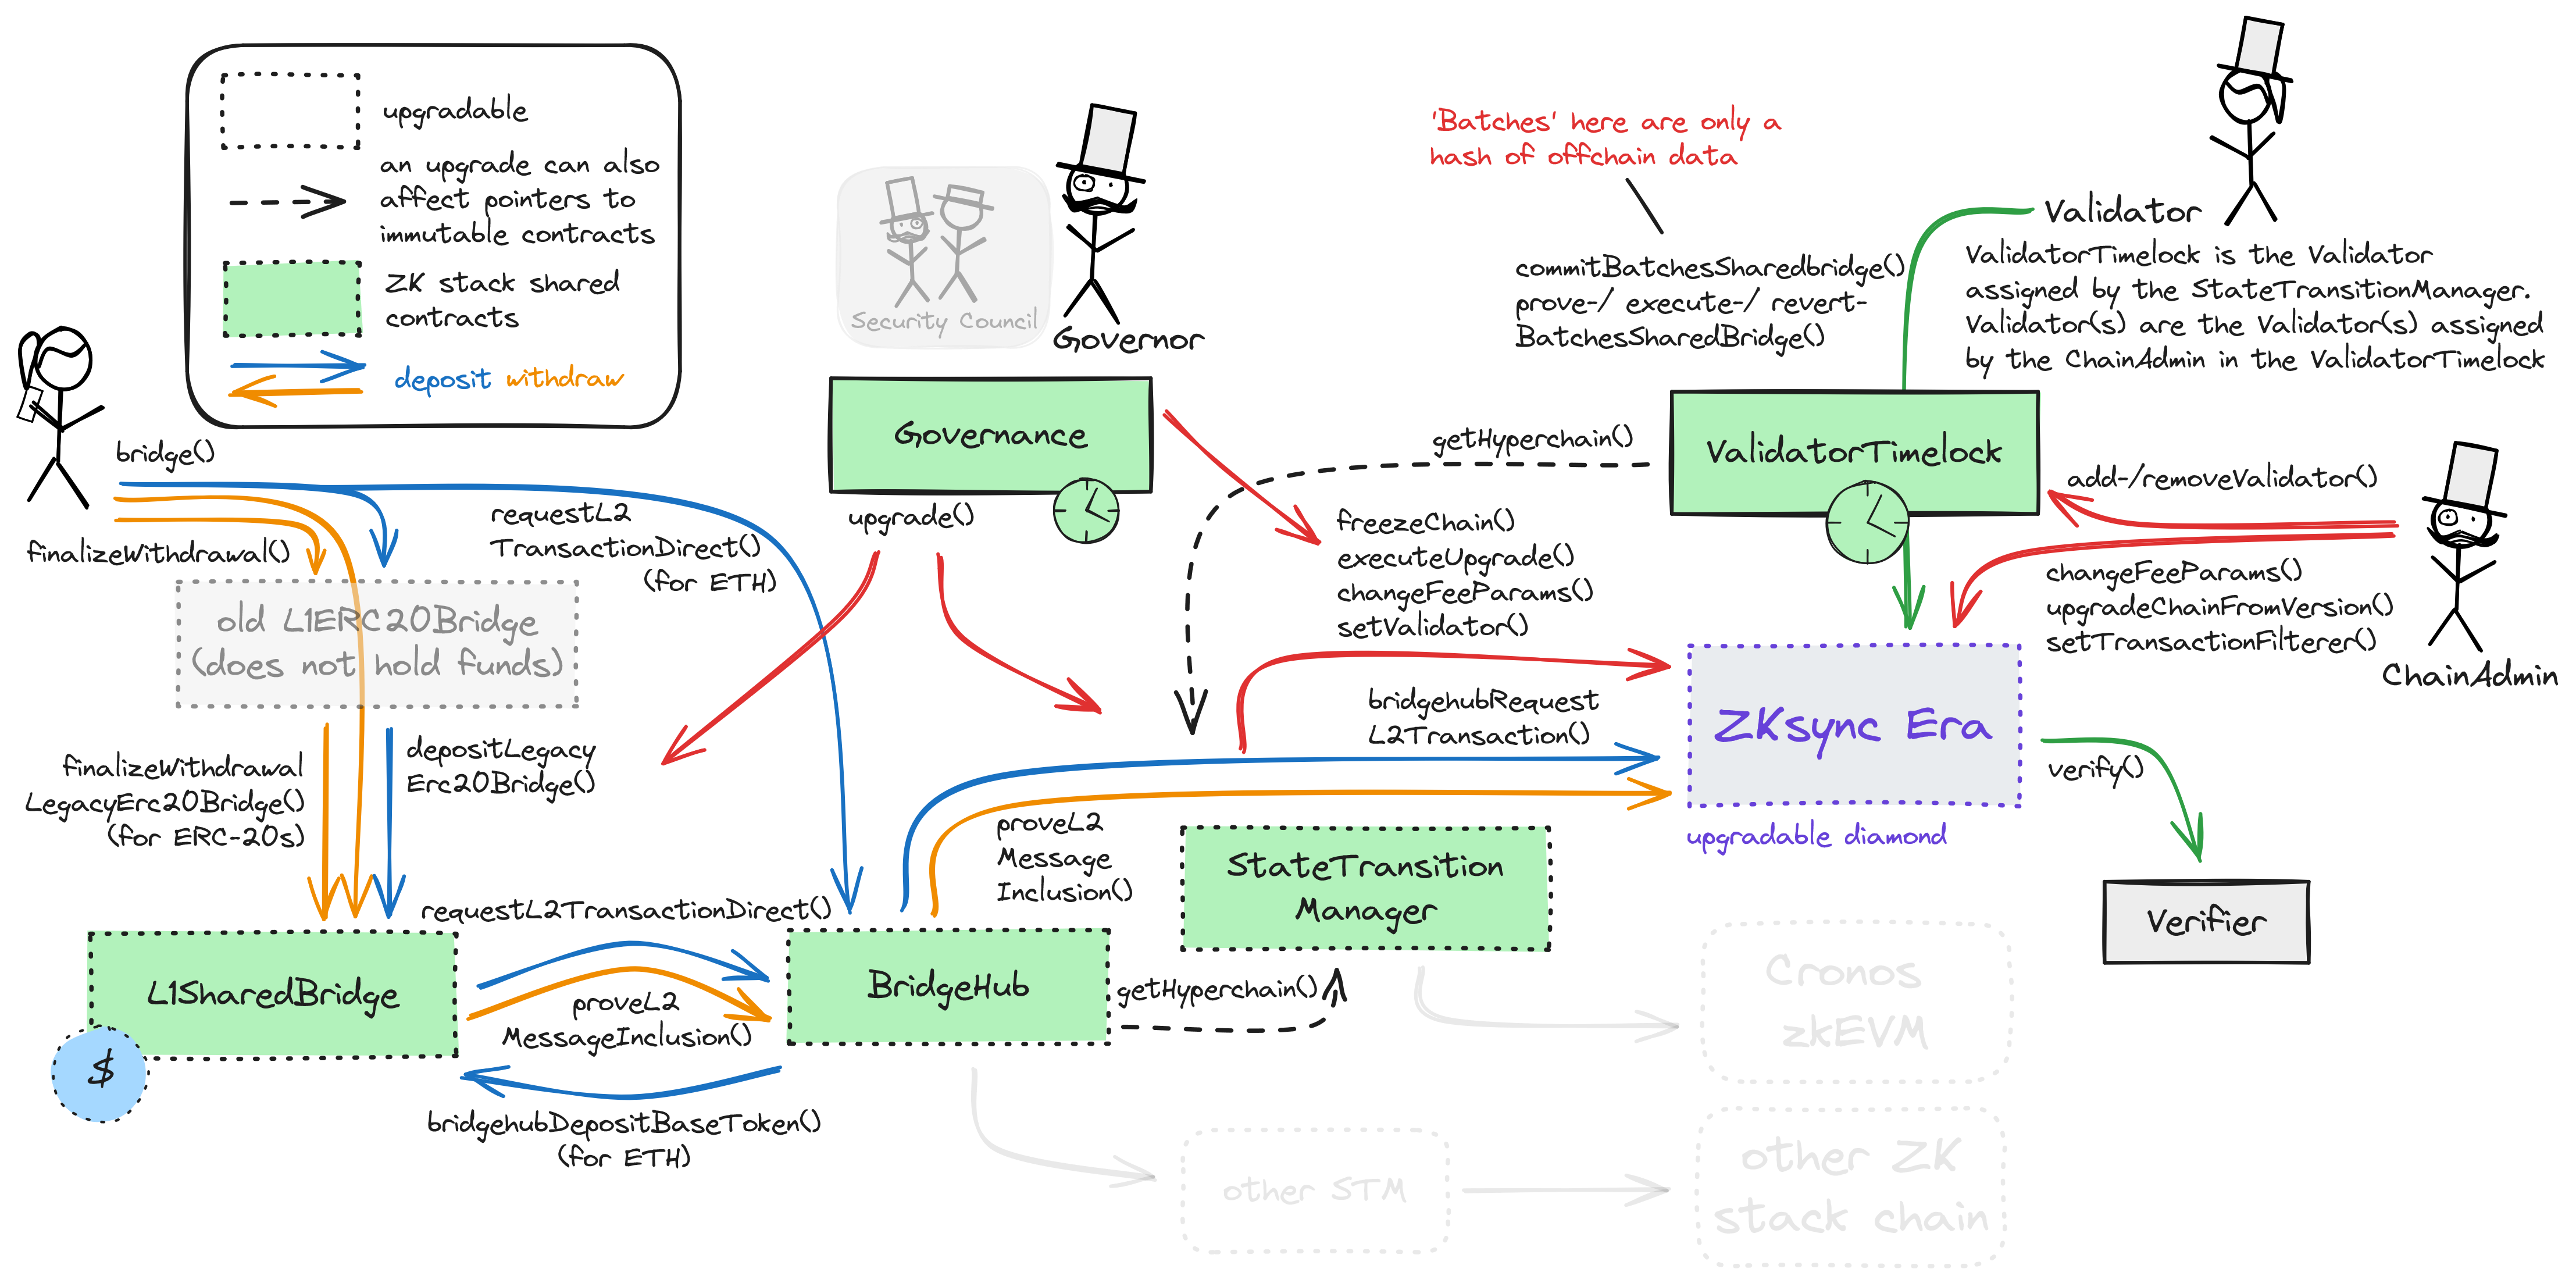 upgradable
an upgrade can also
affect pointers to
immutable contracts
ZK stack shared
contracts
deposit withdraw
Security Council
Governor
Governance
upgrade()
'Batches' here are only a
hash of offchain data
commitBatchesSharedbridge()
prove-/ execute-/ revert-
BatchesSharedBridge()
Validator
ValidatorTimelock is the Validator
assigned by the StateTransitionManager.
Validator(s) are the Validator(s) assigned
by the ChainAdmin in the ValidatorTimelock
ValidatorTimelock
getHyperchain()
add-/removeValidator()
changeFeeParams()
upgradeChainFromVersion()
setTransactionFilterer()
ChainAdmin
freezeChain()
executeUpgrade()
changeFeeParams()
setValidator()
bridge()
finalizeWithdrawal()
requestL2
TransactionDirect()
(for ETH)
old L1ERC20Bridge
(does not hold funds)
finalizeWithdrawal
LegacyErc20Bridge()
(for ERC-20s)
depositLegacy
Erc20Bridge()
bridgehubRequest
L2Transaction()
ZKsync Era
upgradable diamond
verify()
Verifier
proveL2
Message
Inclusion()
StateTransition
Manager
requestL2TransactionDirect()
L1SharedBridge
$
proveL2
MessageInclusion()
BridgeHub
getHyperchain()
bridgehubDepositBaseToken()
(for ETH)
Cronos
zkEVM
other STM
other ZK
stack chain